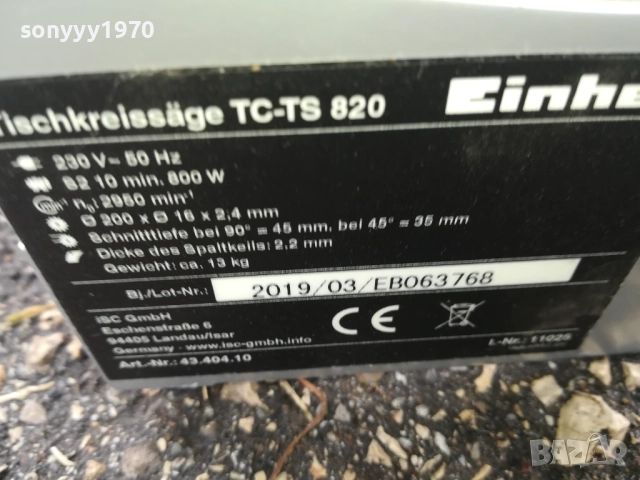 sonyyy1970
Tischkreissäge TC-TS 820 Einhe
230 V~ 50 Hz
S2 10 min. 800 W
n₀: 2950 min⁻¹
Ø 200 x Ø 16 x 2,4 mm
Schnitttiefe bei 90° = 45 mm, bei 45° = 35 mm
Dicke des Spaltkeils: 2,2 mm
Gewicht: ca. 13 kg
Bj./Lot-Nr.: 2019/03/EB063768
iSC GmbH
Eschenstraße 6
94405 Landau/Isar
Germany · www.isc-gmbh.info
CE
I.-Nr.: 11025
Art.-Nr.: 43.404.10
BAZAR